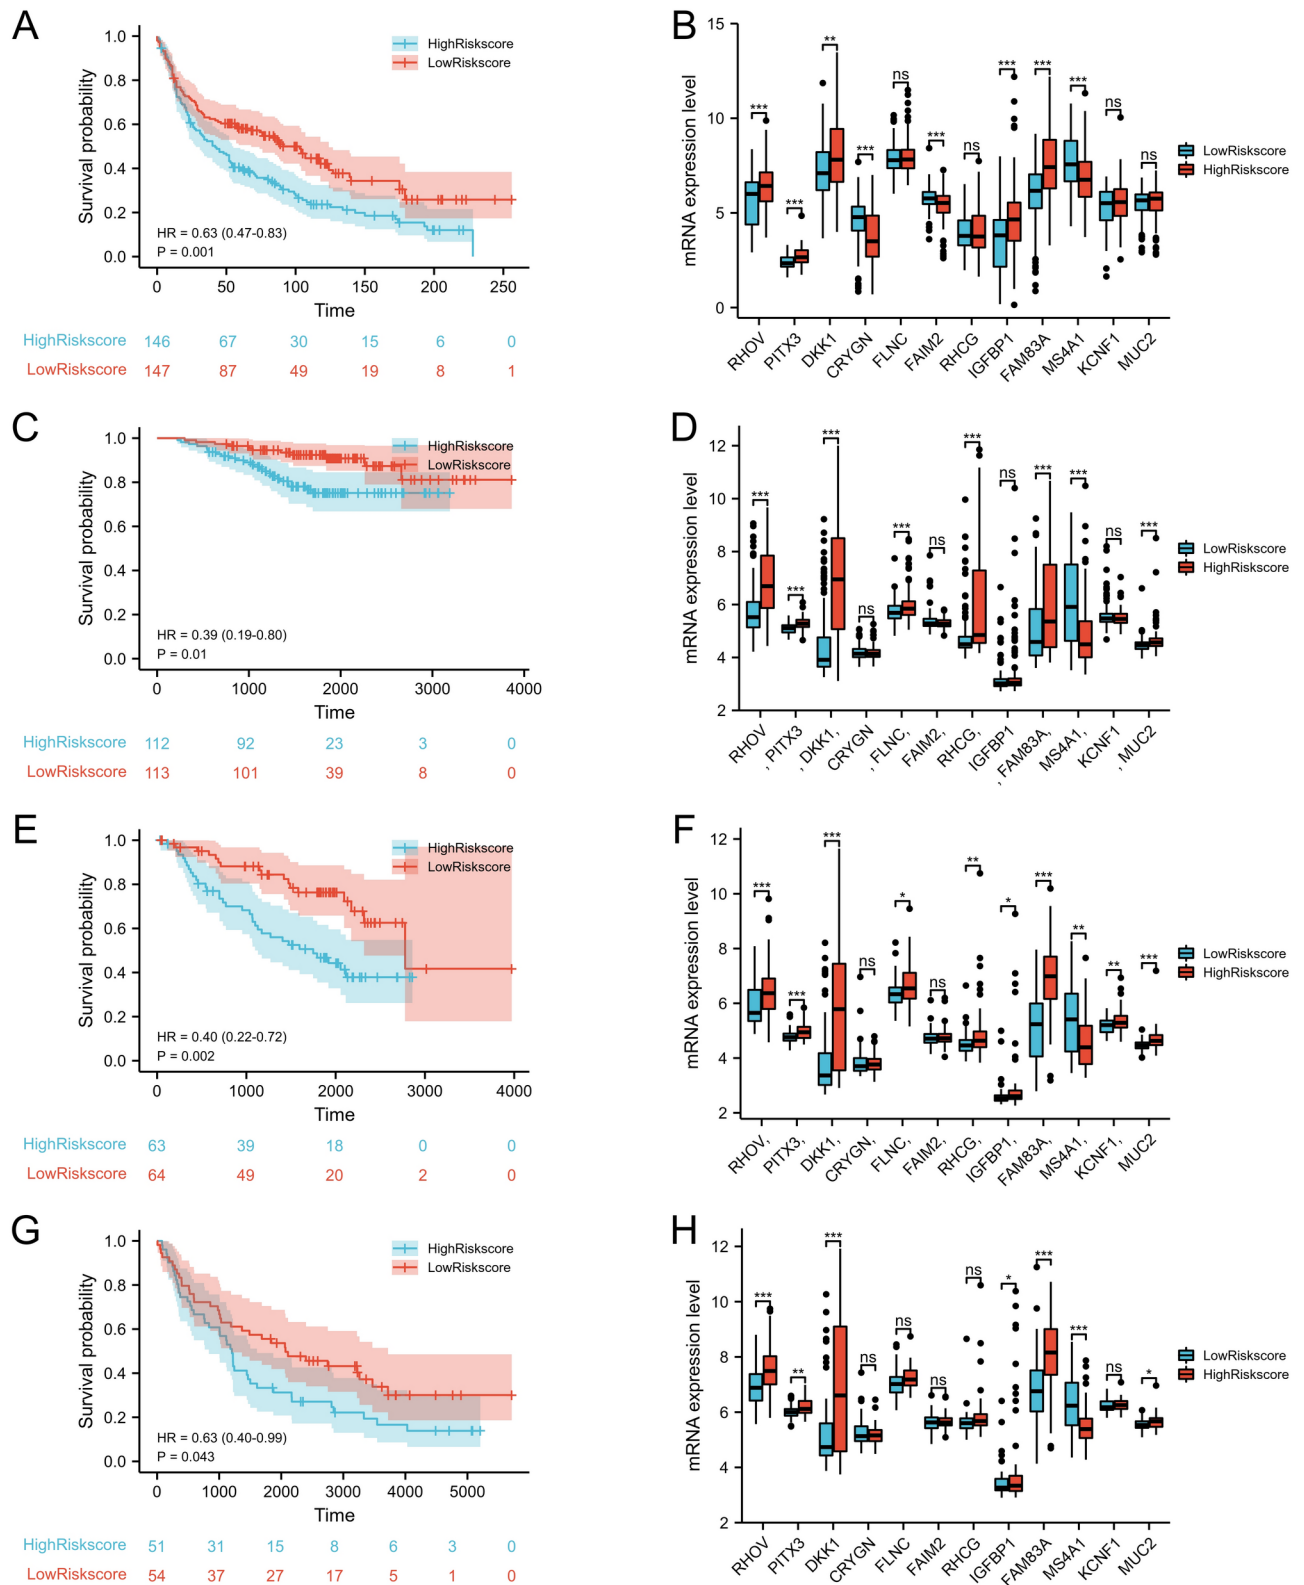 A
Survival probability
1.0
0.8
0.6
0.4
0.2
0.0
HighRiskscore
LowRiskscore
HR = 0.63 (0.47-0.83)
P = 0.001
0 50 100 150 200 250
Time
HighRiskscore 146 67 30 15 6 0
LowRiskscore 147 87 49 19 8 1
B
mRNA expression level
15
10
5
0
*** *** ** *** ns *** ns *** *** *** ns ns
LowRiskscore
HighRiskscore
RHOV PITX3 DKK1 CRYGN FLNC FAIM2 RHCG IGFBP1 FAM83A MS4A1 KCNF1 MUC2
C
Survival probability
1.0
0.8
0.6
0.4
0.2
0.0
HighRiskscore
LowRiskscore
HR = 0.39 (0.19-0.80)
P = 0.01
0 1000 2000 3000 4000
Time
HighRiskscore 112 92 23 3 0
LowRiskscore 113 101 39 8 0
D
mRNA expression level
12
10
8
6
4
2
*** *** *** ns *** ns *** ns *** *** ns ***
LowRiskscore
HighRiskscore
RHOV , PITX3 , DKK1, CRYGN , FLNC, FAIM2, RHCG, IGFBP1 , FAM83A, MS4A1, KCNF1 , MUC2
E
Survival probability
1.0
0.8
0.6
0.4
0.2
0.0
HighRiskscore
LowRiskscore
HR = 0.40 (0.22-0.72)
P = 0.002
0 1000 2000 3000 4000
Time
HighRiskscore 63 39 18 0 0
LowRiskscore 64 49 20 2 0
F
mRNA expression level
12
10
8
6
4
2
*** *** *** ns * ns ** * *** ** ** ***
LowRiskscore
HighRiskscore
RHOV, PITX3, DKK1, CRYGN, FLNC, FAIM2, RHCG, IGFBP1, FAM83A, MS4A1, KCNF1, MUC2
G
Survival probability
1.0
0.8
0.6
0.4
0.2
0.0
HighRiskscore
LowRiskscore
HR = 0.63 (0.40-0.99)
P = 0.043
0 1000 2000 3000 4000 5000
Time
HighRiskscore 51 31 15 8 6 3 0
LowRiskscore 54 37 27 17 5 1 0
H
mRNA expression level
12
10
8
6
4
2
*** ** *** ns ns ns ns * *** *** ns *
LowRiskscore
HighRiskscore
RHOV PITX3 DKK1 CRYGN FLNC FAIM2 RHCG IGFBP1 FAM83A MS4A1 KCNF1 MUC2